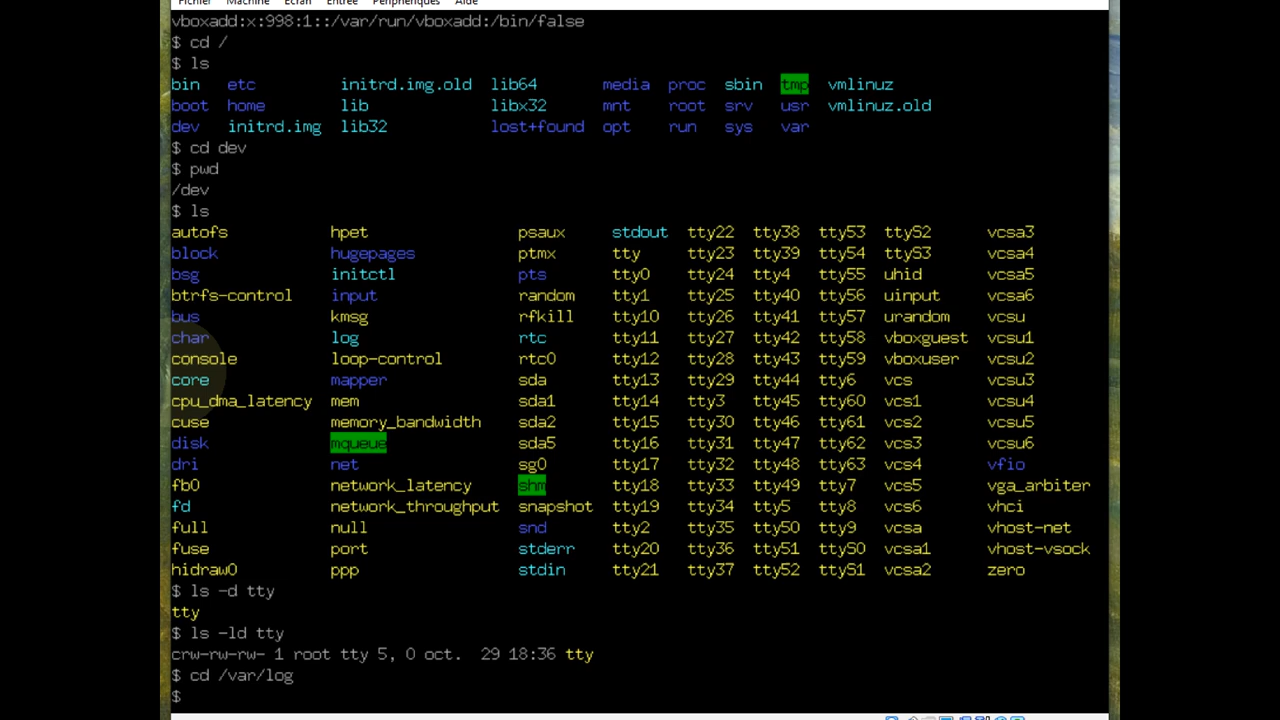 Fichier Machine Écran Entrée Périphériques Aide
vboxadd:x:998:1::/var/run/vboxadd:/bin/false
$ cd /
$ ls
bin etc initrd.img.old lib64 media proc sbin tmp vmlinuz
boot home lib libx32 mnt root srv usr vmlinuz.old
dev initrd.img lib32 lost+found opt run sys var
$ cd dev
$ pwd
/dev
$ ls
autofs hpet psaux stdout tty22 tty38 tty53 ttyS2 vcsa3
block hugepages ptmx tty tty23 tty39 tty54 ttyS3 vcsa4
bsg initctl pts tty0 tty24 tty4 tty55 uhid vcsa5
btrfs-control input random tty1 tty25 tty40 tty56 uinput vcsa6
bus kmsg rfkill tty10 tty26 tty41 tty57 urandom vcsu
char log rtc tty11 tty27 tty42 tty58 vboxguest vcsu1
console loop-control rtc0 tty12 tty28 tty43 tty59 vboxuser vcsu2
core mapper sda tty13 tty29 tty44 tty6 vcs vcsu3
cpu_dma_latency mem sda1 tty14 tty3 tty45 tty60 vcs1 vcsu4
cuse memory_bandwidth sda2 tty15 tty30 tty46 tty61 vcs2 vcsu5
disk mqueue sda5 tty16 tty31 tty47 tty62 vcs3 vcsu6
dri net sg0 tty17 tty32 tty48 tty63 vcs4 vfio
fb0 network_latency shm tty18 tty33 tty49 tty7 vcs5 vga_arbiter
fd network_throughput snapshot tty19 tty34 tty5 tty8 vcs6 vhci
full null snd tty2 tty35 tty50 tty9 vcsa vhost-net
fuse port stderr tty20 tty36 tty51 ttyS0 vcsa1 vhost-vsock
hidraw0 ppp stdin tty21 tty37 tty52 ttyS1 vcsa2 zero
$ ls -d tty
tty
$ ls -ld tty
crw-rw-rw- 1 root tty 5, 0 oct. 29 18:36 tty
$ cd /var/log
$